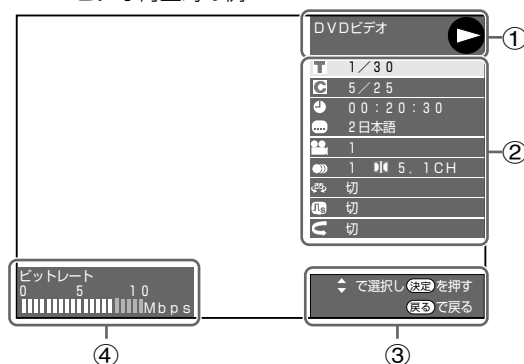 DVDビデオ
①
T 1/30
C 5/25
00:20:30
2日本語
1
1 5.1CH
切
切
切
②
ビットレート
0 5 10
Mbps
で選択し 決定 を押す
戻る で戻る
④ ③